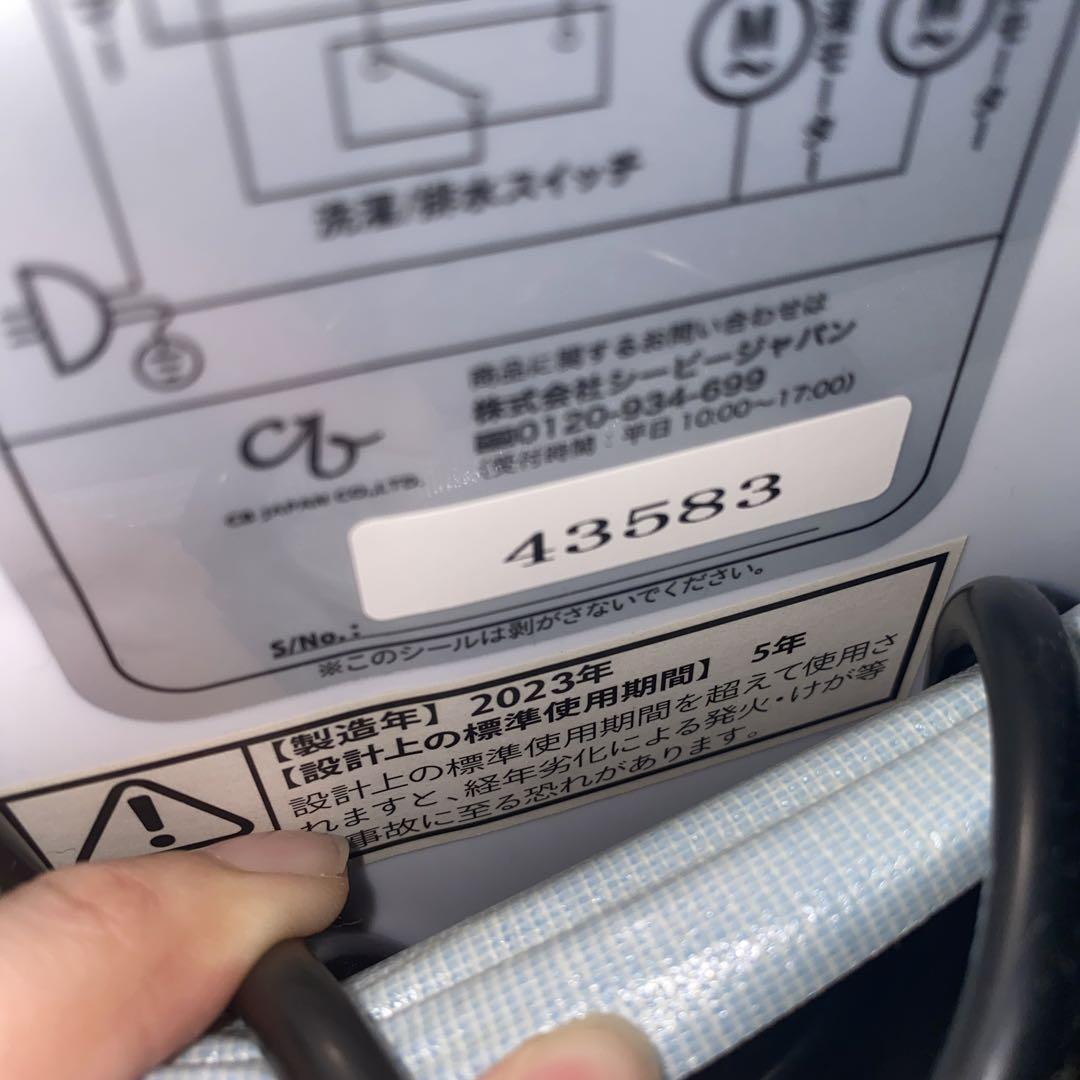 M
M
モーター
洗濯/排水スイッチ
商品に関するお問い合わせは
株式会社シービージャパン
0120-934-699
(受付時間：平日 10:00〜17:00)
CB JAPAN CO.,LTD.
43583
S/No.:
※このシールは剥がさないでください。
【製造年】 2023年
【設計上の標準使用期間】 5年
設計上の標準使用期間を超えて使用さ
れますと、経年劣化による発火・けが等
事故に至る恐れがあります。